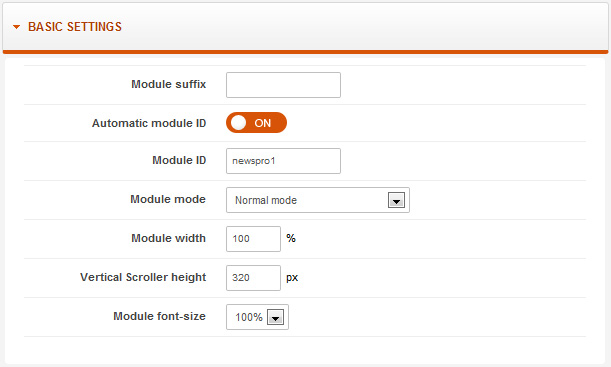 BASIC SETTINGS
Module suffix
Automatic module ID ON
Module ID newspro1
Module mode Normal mode
Module width 100 %
Vertical Scroller height 320 px
Module font-size 100%